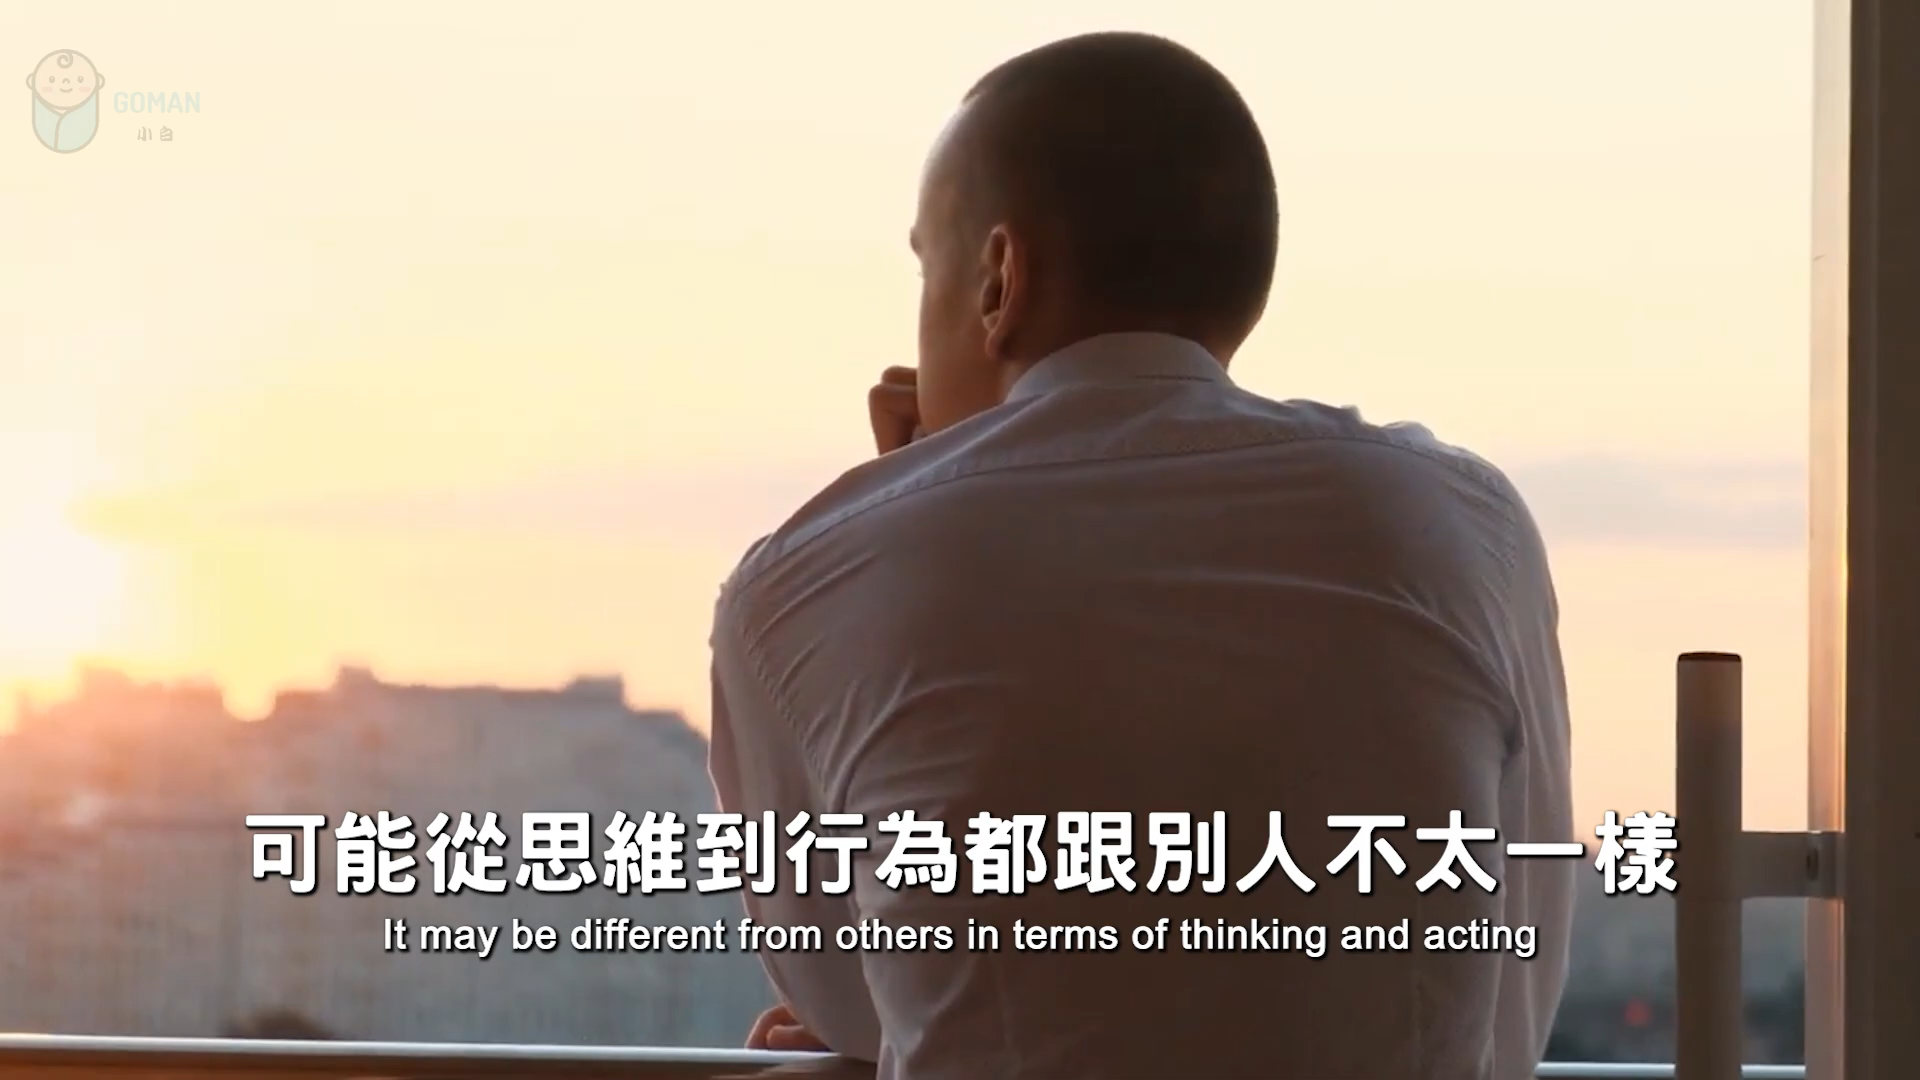 GOMAN
小白
可能從思維到行為都跟別人不太一樣
It may be different from others in terms of thinking and acting